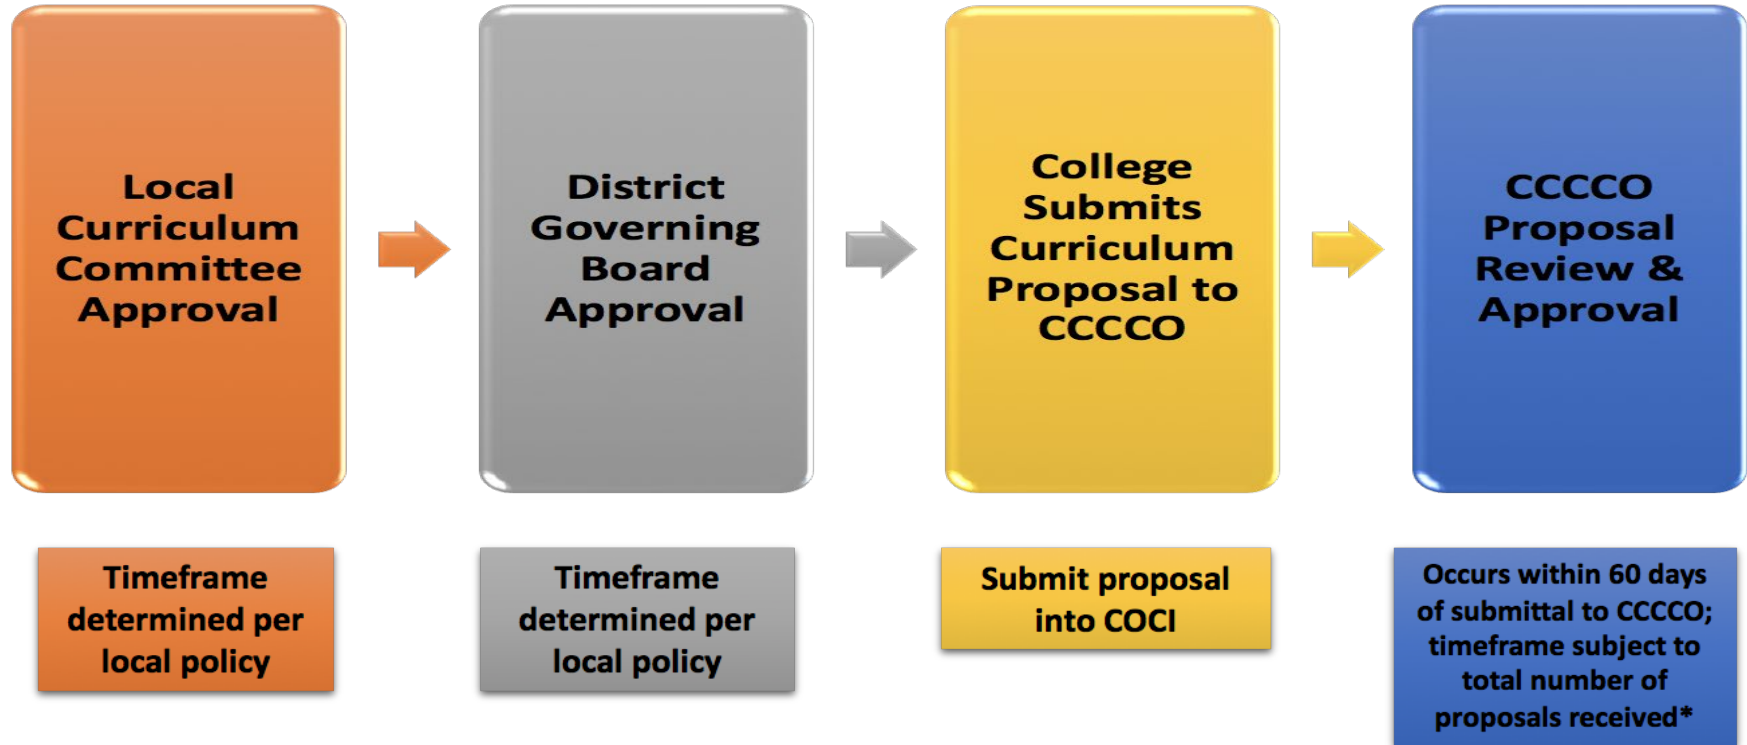 Local
Curriculum
Committee
Approval
District
Governing
Board
Approval
College
Submits
Curriculum
Proposal to
CCCCO
CCCCO
Proposal
Review &
Approval
Timeframe
determined per
local policy
Timeframe
determined per
local policy
Submit proposal
into COCI
Occurs within 60 days
of submittal to CCCCO;
timeframe subject to
total number of
proposals received*